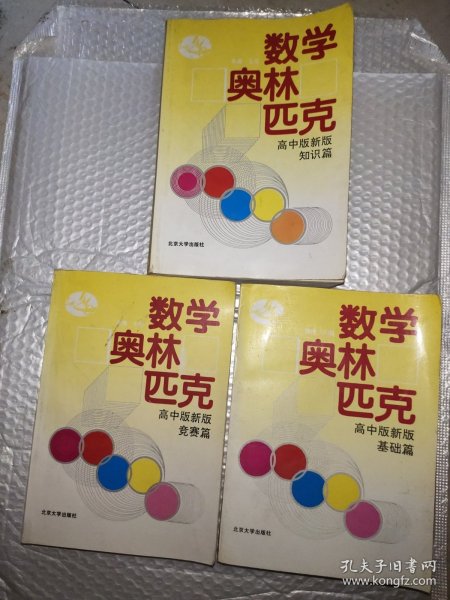 数学
奥林
匹克
高中版新版
知识篇
北京大学出版社
数学
奥林
匹克
高中版新版
竞赛篇
北京大学出版社
数学
奥林
匹克
高中版新版
基础篇
北京大学出版社
孔夫子旧书网
www.kongfz.com